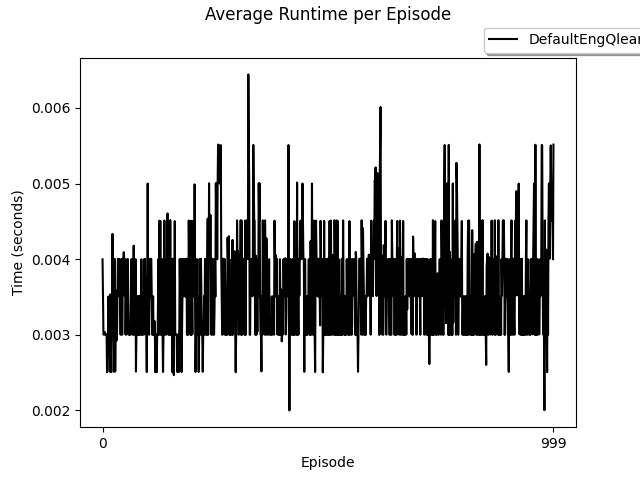 Average Runtime per Episode
DefaultEngQlear
Time (seconds)
0.006
0.005
0.004
0.003
0.002
0
999
Episode